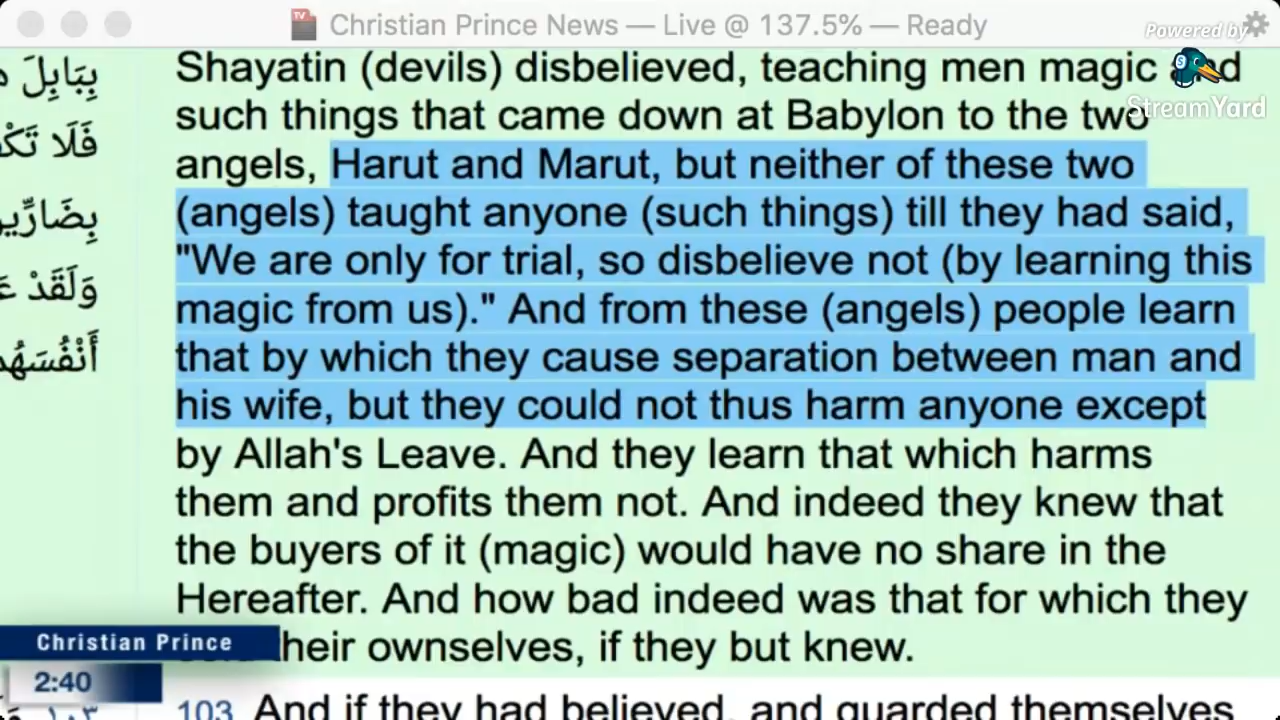 Christian Prince News — Live @ 137.5% — Ready
Powered by
StreamYard
Shayatin (devils) disbelieved, teaching men magic and
such things that came down at Babylon to the two
angels, Harut and Marut, but neither of these two
(angels) taught anyone (such things) till they had said,
"We are only for trial, so disbelieve not (by learning this
magic from us)." And from these (angels) people learn
that by which they cause separation between man and
his wife, but they could not thus harm anyone except
by Allah's Leave. And they learn that which harms
them and profits them not. And indeed they knew that
the buyers of it (magic) would have no share in the
Hereafter. And how bad indeed was that for which they
their ownselves, if they but knew.
103 And if they had believed, and guarded themselves
بِبَابِلَ
فَلَا
وَلَقَدْ
Christian Prince
2:40
١٠٣